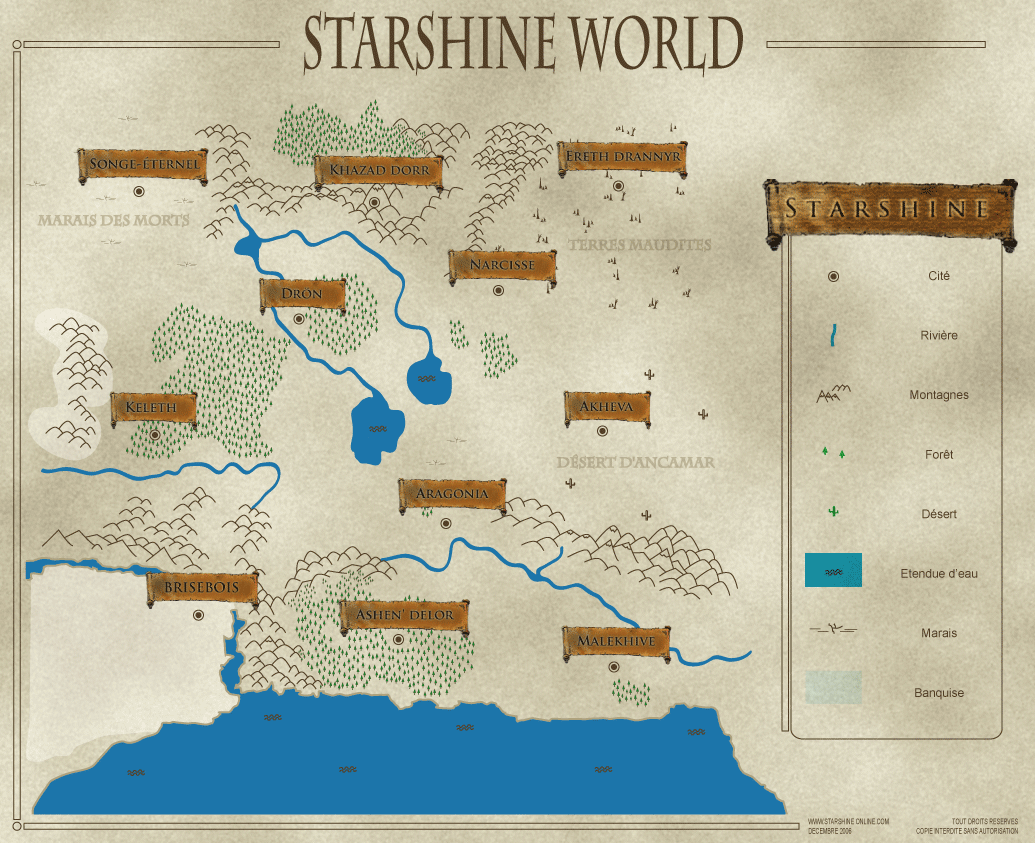 STARSHINE WORLD
SONGE-ÉTERNEL
KHAZAD DORR
ERETH DRANNYR
MARAIS DES MORTS
TERRES MAUDITES
NARCISSE
DRON
KELETH
AKHEVA
DÉSERT D'ANCAMAR
ARAGONIA
BRISEBOIS
ASHEN' DELOR
MALEKHIVE
STARSHINE
Cité
Rivière
Montagnes
Forêt
Désert
Etendue d'eau
Marais
Banquise
WWW.STARSHINE-ONLINE.COM
DECEMBRE 2006
TOUT DROITS RESERVES
COPIE INTERDITE SANS AUTORISATION